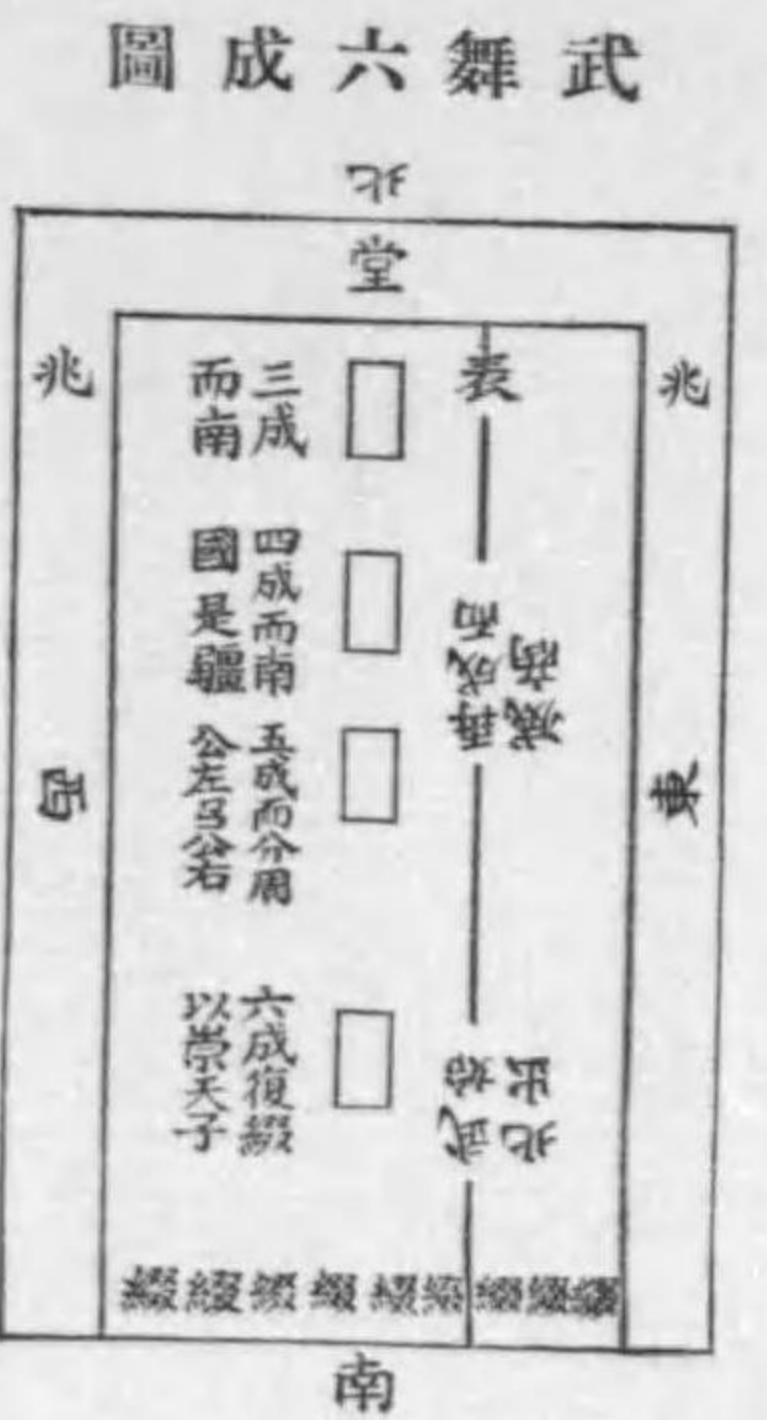 武舞六成圖
北
堂
兆
兆
表
三成
而南
四成而南
國是疆
五成而分周
公左召公右
六成復綴
以崇天子
再成而
滅商
武始
北出
東
西
綴綴綴綴綴綴綴綴綴
南